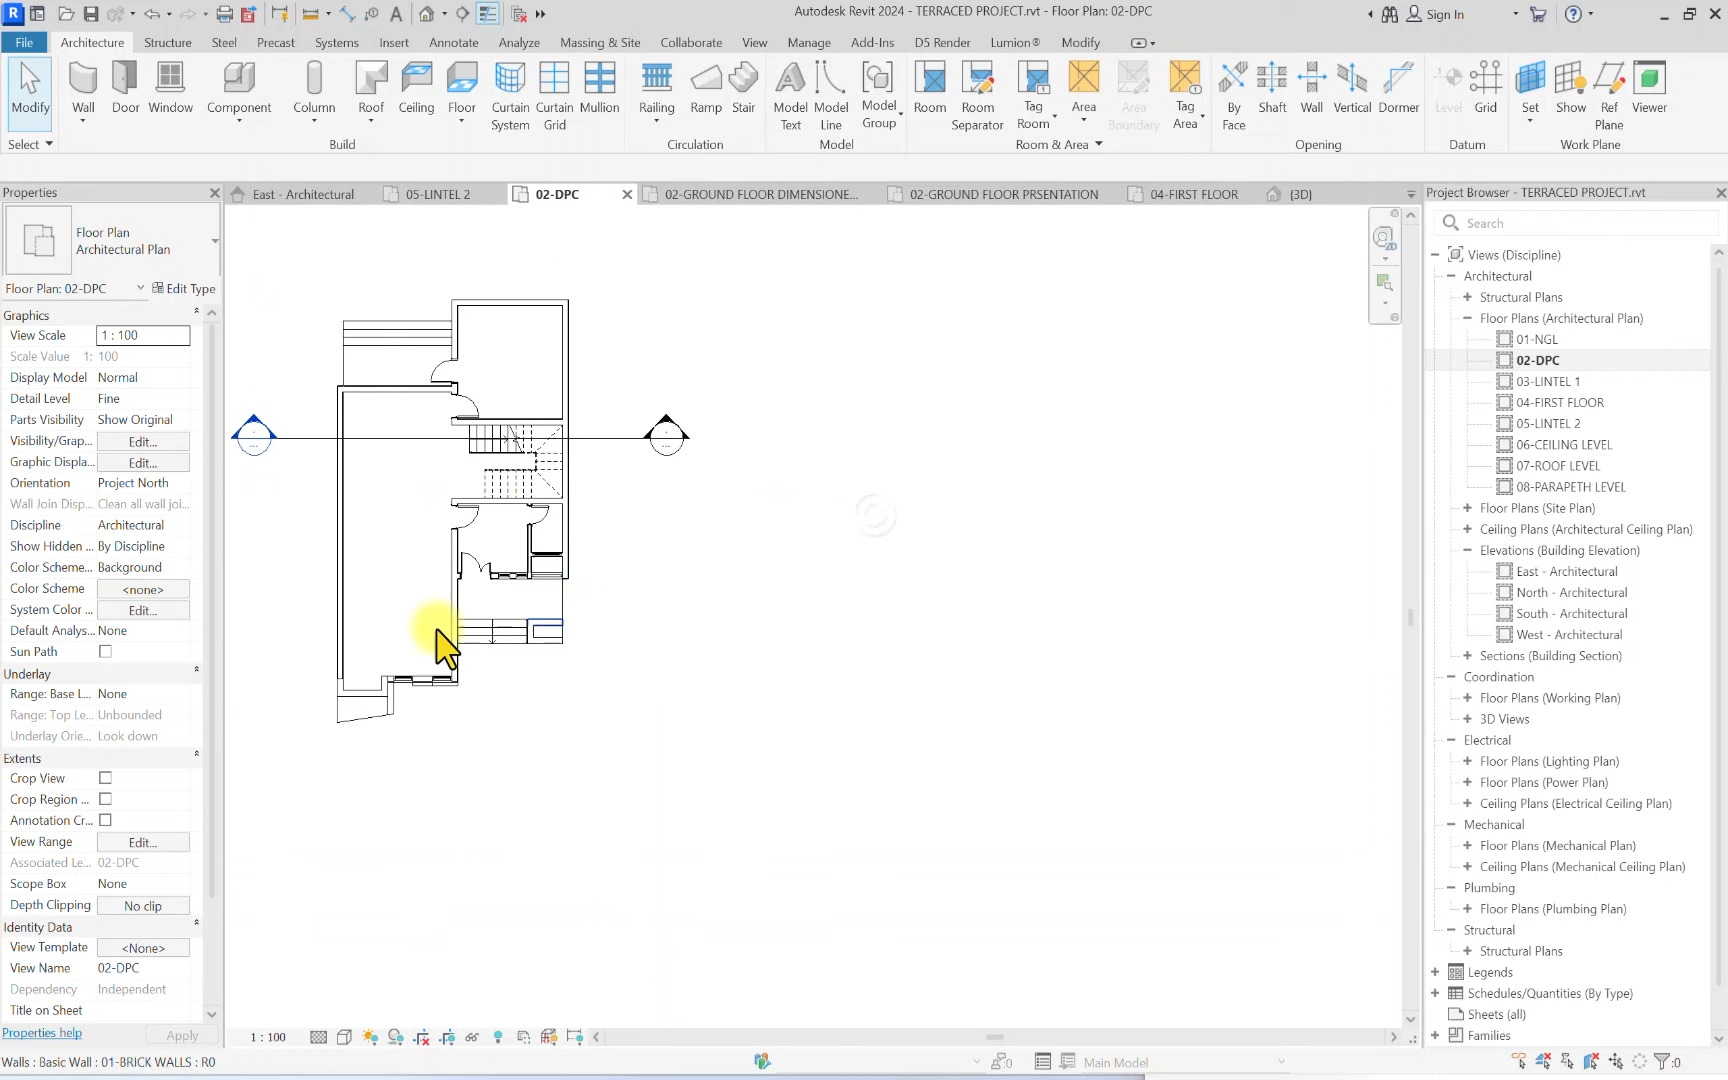 Autodesk Revit 2024 - TERRACED PROJECT.rvt - Floor Plan: 02-DPC
Sign In
File Architecture Structure Steel Precast Systems Insert Annotate Analyze Massing & Site Collaborate View Manage Add-Ins D5 Render Lumion® Modify
Modify Wall Door Window Component Column Roof Ceiling Floor Curtain System Curtain Grid Mullion Railing Ramp Stair Model Text Model Line Model Group Room Room Separator Tag Room Area Area Boundary Tag Area By Face Shaft Wall Vertical Dormer Level Grid Set Show Ref Plane Viewer
Select Build Circulation Model Room & Area Opening Datum Work Plane
Properties
East - Architectural 05-LINTEL 2 02-DPC 02-GROUND FLOOR DIMENSIONE... 02-GROUND FLOOR PRSENTATION 04-FIRST FLOOR {3D}
Project Browser - TERRACED PROJECT.rvt
Floor Plan
Architectural Plan
Floor Plan: 02-DPC Edit Type
Graphics
View Scale 1 : 100
Scale Value 1: 100
Display Model Normal
Detail Level Fine
Parts Visibility Show Original
Visibility/Grap... Edit...
Graphic Displa... Edit...
Orientation Project North
Wall Join Disp... Clean all wall joi...
Discipline Architectural
Show Hidden ... By Discipline
Color Scheme... Background
Color Scheme <none>
System Color ... Edit...
Default Analys... None
Sun Path
Underlay
Range: Base L... None
Range: Top Le... Unbounded
Underlay Orie... Look down
Extents
Crop View
Crop Region ...
Annotation Cr...
View Range Edit...
Associated Le... 02-DPC
Scope Box None
Depth Clipping No clip
Identity Data
View Template <None>
View Name 02-DPC
Dependency Independent
Title on Sheet
Properties help Apply
Search
Views (Discipline)
Architectural
Structural Plans
Floor Plans (Architectural Plan)
01-NGL
02-DPC
03-LINTEL 1
04-FIRST FLOOR
05-LINTEL 2
06-CEILING LEVEL
07-ROOF LEVEL
08-PARAPETH LEVEL
Floor Plans (Site Plan)
Ceiling Plans (Architectural Ceiling Plan)
Elevations (Building Elevation)
East - Architectural
North - Architectural
South - Architectural
West - Architectural
Sections (Building Section)
Coordination
Floor Plans (Working Plan)
3D Views
Electrical
Floor Plans (Lighting Plan)
Floor Plans (Power Plan)
Ceiling Plans (Electrical Ceiling Plan)
Mechanical
Floor Plans (Mechanical Plan)
Ceiling Plans (Mechanical Ceiling Plan)
Plumbing
Floor Plans (Plumbing Plan)
Structural
Structural Plans
Legends
Schedules/Quantities (By Type)
Sheets (all)
Families
1 : 100
Walls : Basic Wall : 01-BRICK WALLS : R0
:0
Main Model
:0